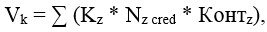 Vk = ∑ (Kz * Nz cred * Контz),